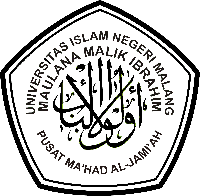 UNIVERSITAS ISLAM NEGERI MALANG
MAULANA MALIK IBRAHIM
أولو الألباب
PUSAT MA'HAD AL-JAMI'AH